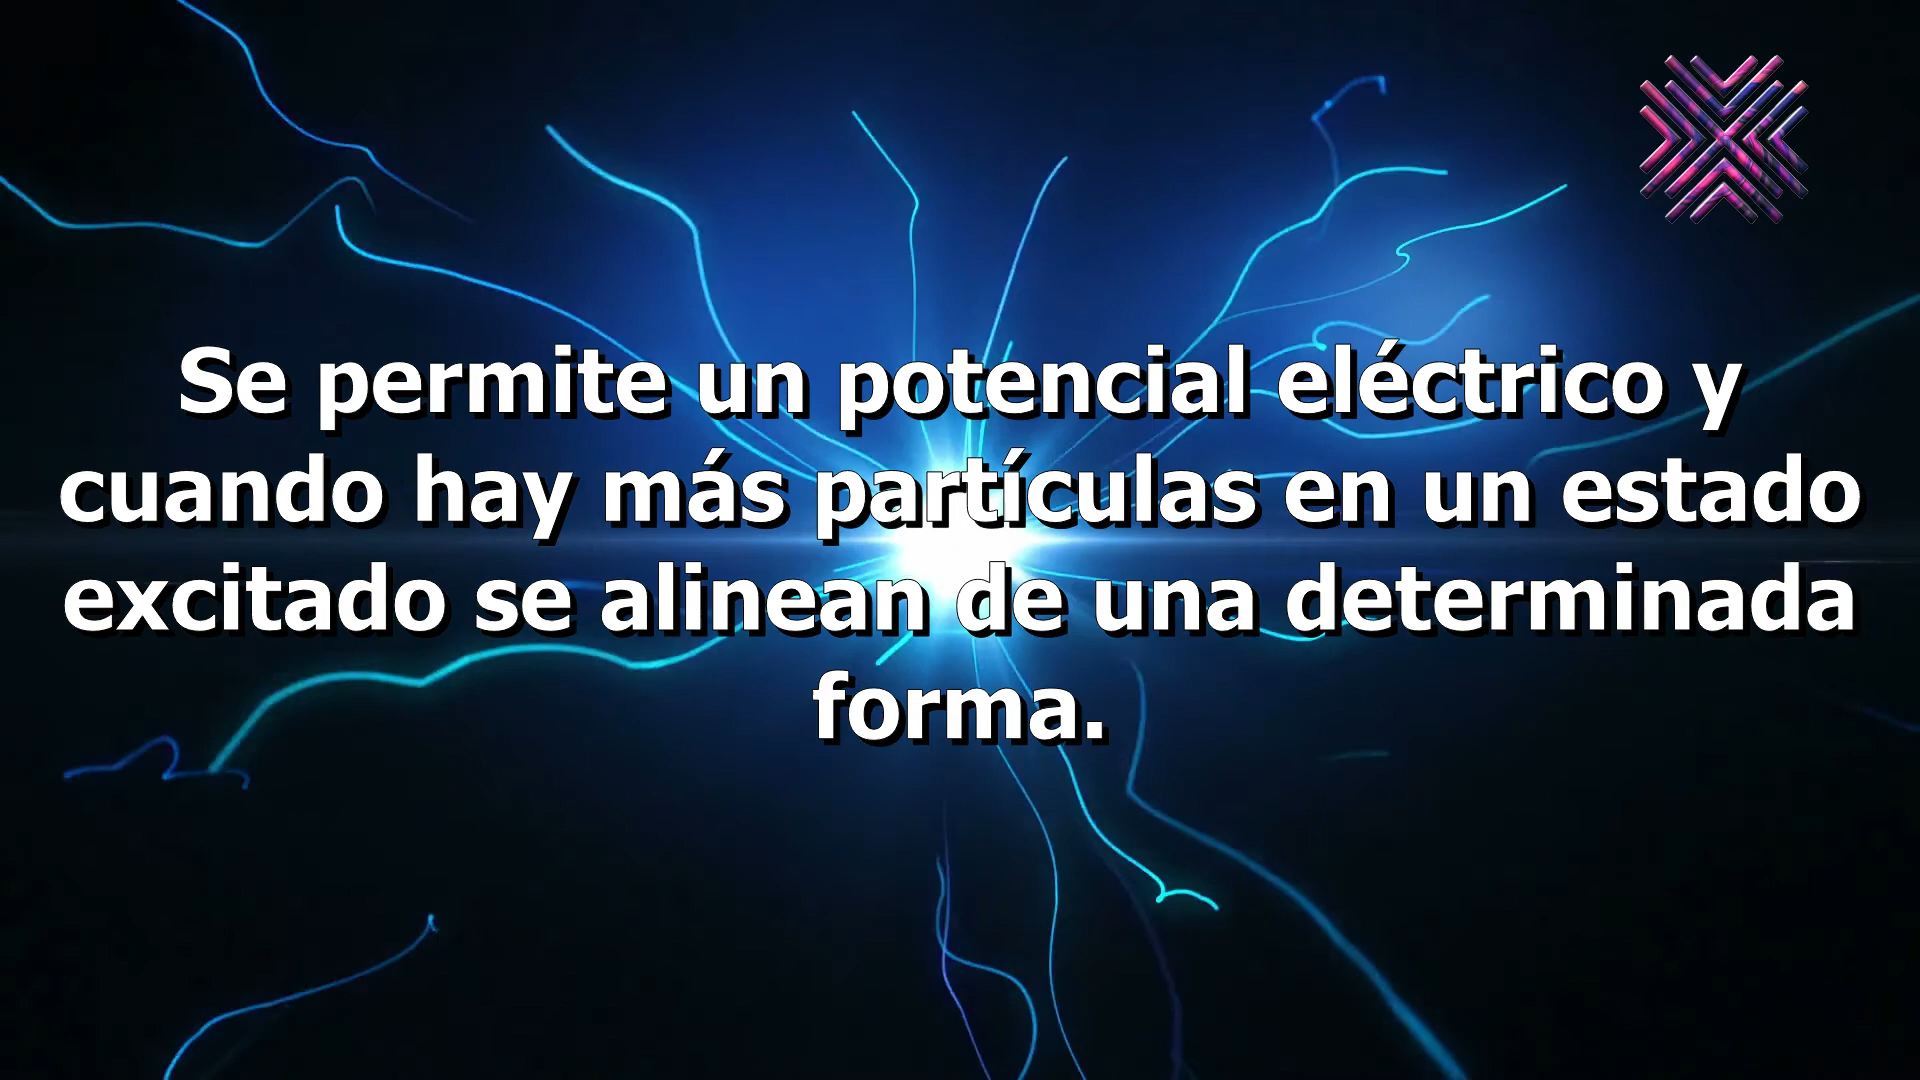 Se permite un potencial eléctrico y
cuando hay más partículas en un estado
excitado se alinean de una determinada
forma.